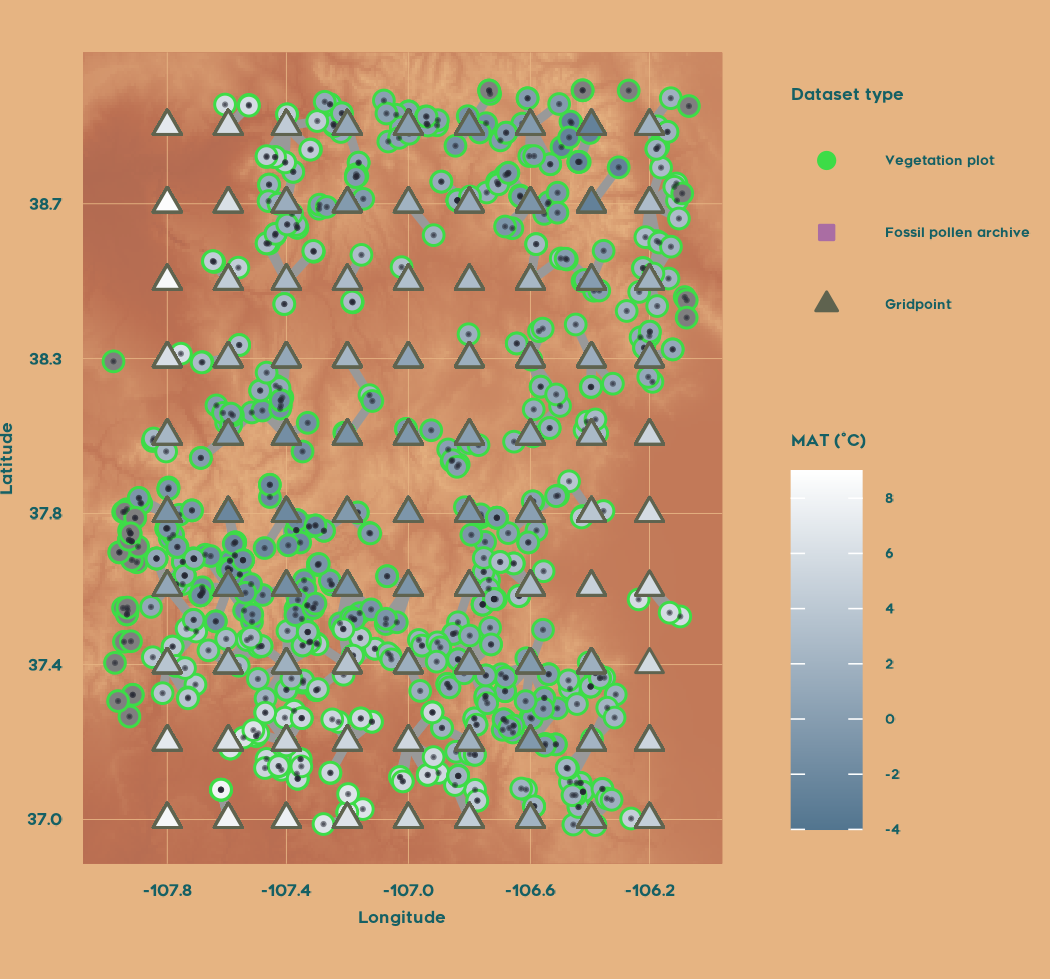 Dataset type
Vegetation plot
Fossil pollen archive
Gridpoint
38.7
38.3
37.8
37.4
37.0
Latitude
-107.8 -107.4 -107.0 -106.6 -106.2
Longitude
MAT (˚C)
8
6
4
2
0
-2
-4